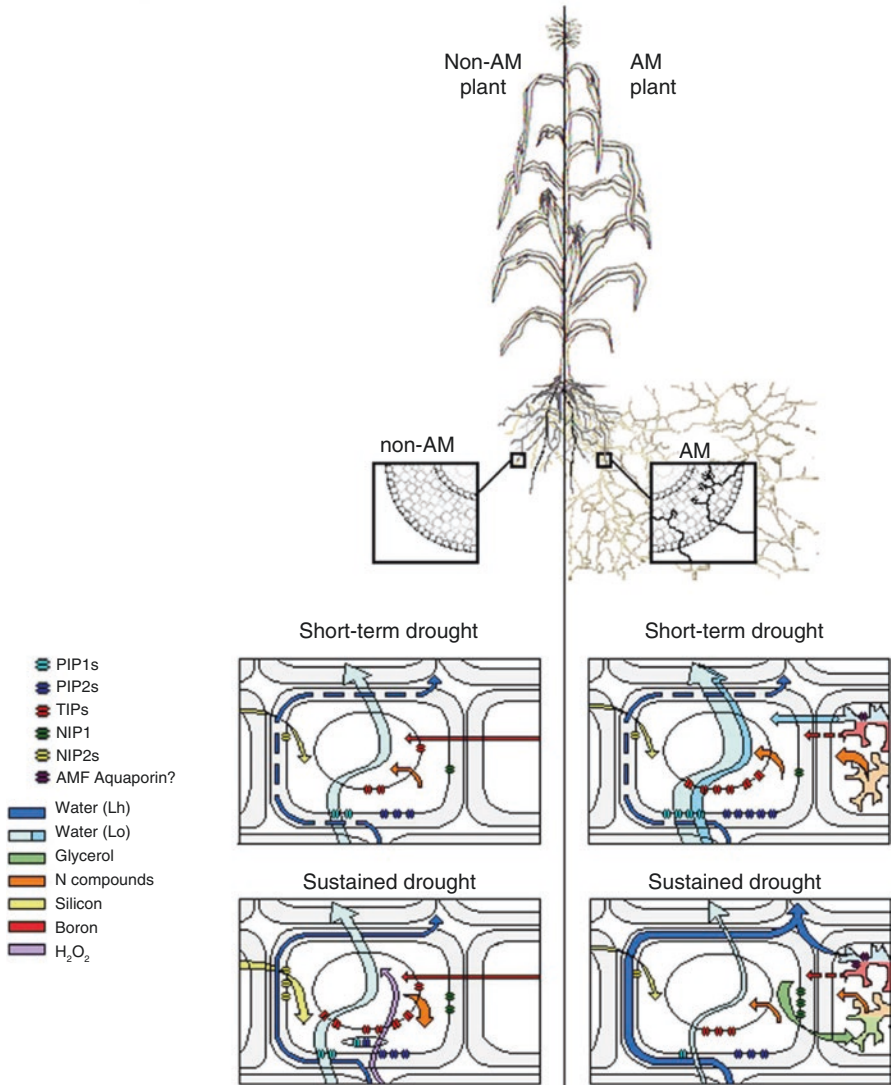 Non-AM
plant
AM
plant
non-AM
AM
Short-term drought
Short-term drought
PIP1s
PIP2s
TIPs
NIP1
NIP2s
AMF Aquaporin?
Water (Lh)
Water (Lo)
Glycerol
N compounds
Silicon
Boron
H₂O₂
Sustained drought
Sustained drought